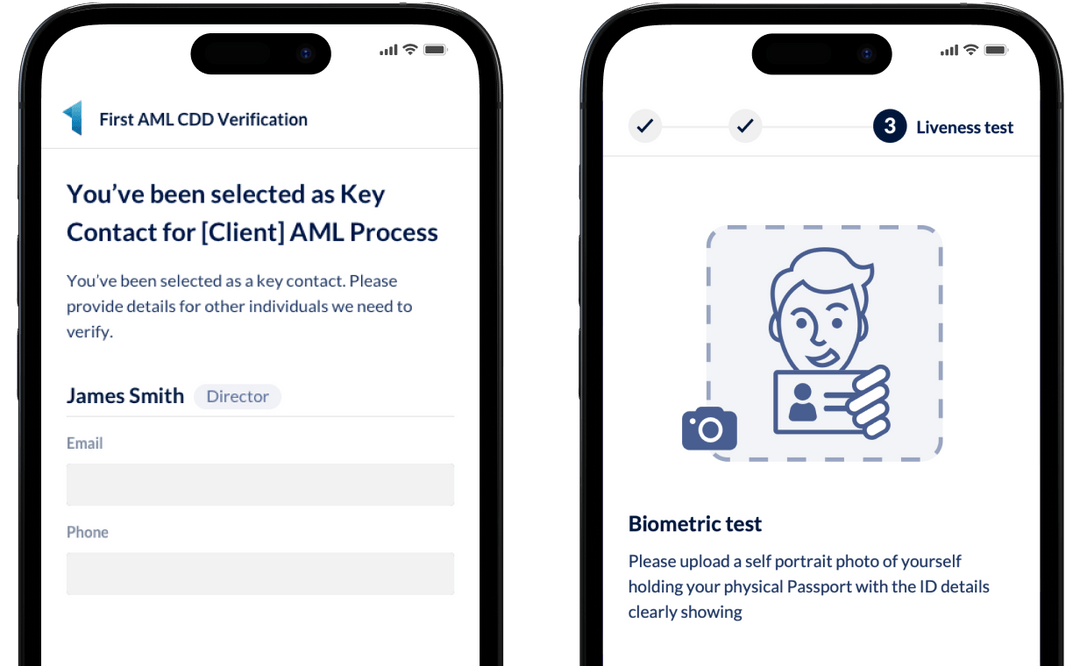 First AML CDD Verification
You’ve been selected as Key
Contact for [Client] AML Process
You’ve been selected as a key contact. Please
provide details for other individuals we need to
verify.
James Smith Director
Email
Phone
3 Liveness test
Biometric test
Please upload a self portrait photo of yourself
holding your physical Passport with the ID details
clearly showing